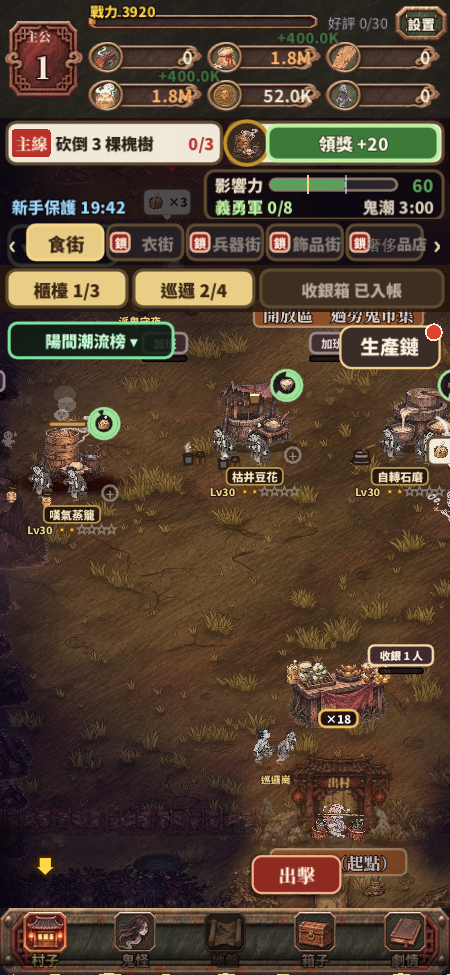 戰力.3920
好評 0/30
設置
主公
1
+400.0K
0
1.8M
0
+400.0K
1.8M
52.0K
0
主線 砍倒 3 棵槐樹 0/3
領獎 +20
影響力 60
新手保護 19:42
×3
義勇軍 0/8
鬼潮 3:00
‹
食街
鎖 衣街
鎖 兵器街
鎖 飾品街
鎖 奢侈品店
›
櫃檯 1/3
巡邏 2/4
收銀箱 已入帳
陽間潮流榜 ▾
生產鏈
枯井豆花
Lv30
自轉石磨
Lv30
嘆氣蒸籠
Lv30
收銀 1 人
×18
巡邏崗
出村
出擊
(起點)
村子
鬼怪
箱子
劇情